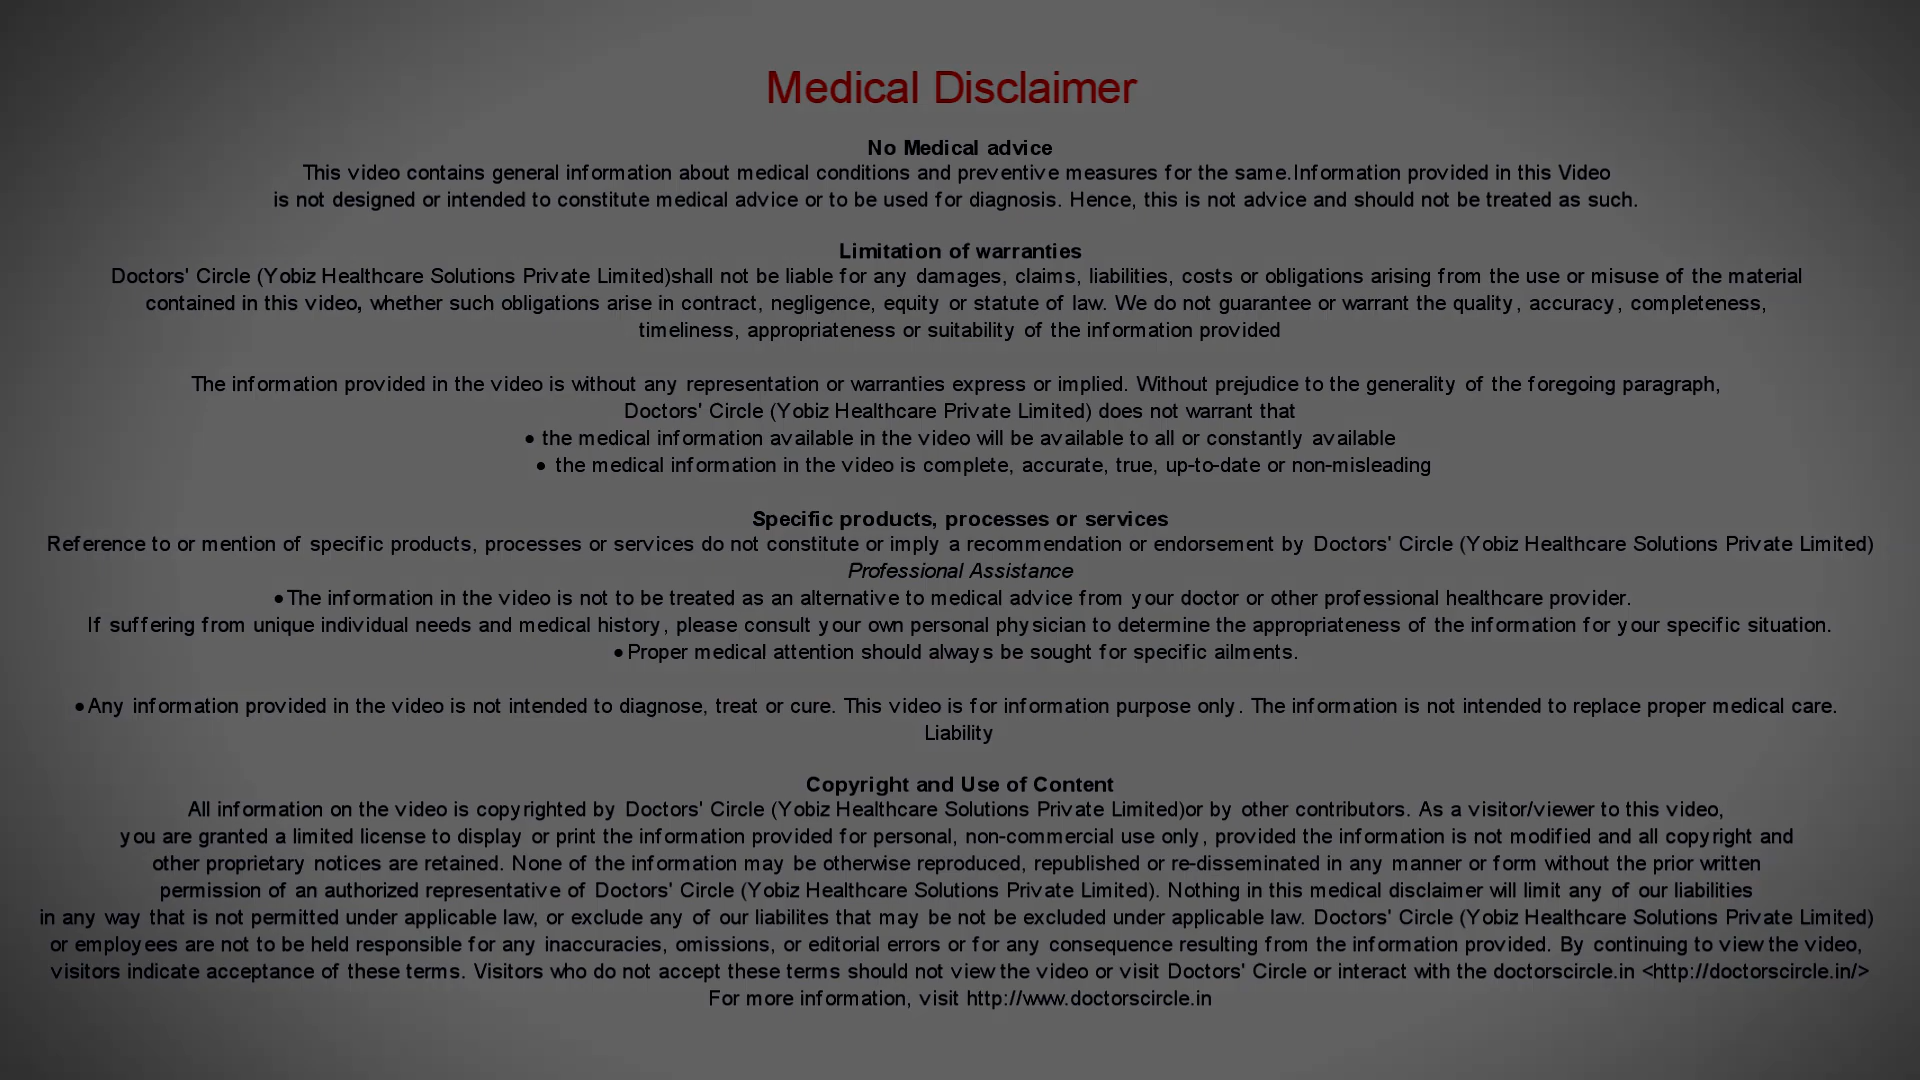 Medical Disclaimer
No Medical advice
This video contains general information about medical conditions and preventive measures for the same.Information provided in this Video
is not designed or intended to constitute medical advice or to be used for diagnosis. Hence, this is not advice and should not be treated as such.
Limitation of warranties
Doctors' Circle (Yobiz Healthcare Solutions Private Limited)shall not be liable for any damages, claims, liabilities, costs or obligations arising from the use or misuse of the material
contained in this video, whether such obligations arise in contract, negligence, equity or statute of law. We do not guarantee or warrant the quality, accuracy, completeness,
timeliness, appropriateness or suitability of the information provided
The information provided in the video is without any representation or warranties express or implied. Without prejudice to the generality of the foregoing paragraph,
Doctors' Circle (Yobiz Healthcare Private Limited) does not warrant that
• the medical information available in the video will be available to all or constantly available
• the medical information in the video is complete, accurate, true, up-to-date or non-misleading
Specific products, processes or services
Reference to or mention of specific products, processes or services do not constitute or imply a recommendation or endorsement by Doctors' Circle (Yobiz Healthcare Solutions Private Limited)
Professional Assistance
•The information in the video is not to be treated as an alternative to medical advice from your doctor or other professional healthcare provider.
If suffering from unique individual needs and medical history, please consult your own personal physician to determine the appropriateness of the information for your specific situation.
•Proper medical attention should always be sought for specific ailments.
•Any information provided in the video is not intended to diagnose, treat or cure. This video is for information purpose only. The information is not intended to replace proper medical care.
Liability
Copyright and Use of Content
All information on the video is copyrighted by Doctors' Circle (Yobiz Healthcare Solutions Private Limited)or by other contributors. As a visitor/viewer to this video,
you are granted a limited license to display or print the information provided for personal, non-commercial use only, provided the information is not modified and all copyright and
other proprietary notices are retained. None of the information may be otherwise reproduced, republished or re-disseminated in any manner or form without the prior written
permission of an authorized representative of Doctors' Circle (Yobiz Healthcare Solutions Private Limited). Nothing in this medical disclaimer will limit any of our liabilities
in any way that is not permitted under applicable law, or exclude any of our liabilites that may be not be excluded under applicable law. Doctors' Circle (Yobiz Healthcare Solutions Private Limited)
or employees are not to be held responsible for any inaccuracies, omissions, or editorial errors or for any consequence resulting from the information provided. By continuing to view the video,
visitors indicate acceptance of these terms. Visitors who do not accept these terms should not view the video or visit Doctors' Circle or interact with the doctorscircle.in <http://doctorscircle.in/>
For more information, visit http://www.doctorscircle.in